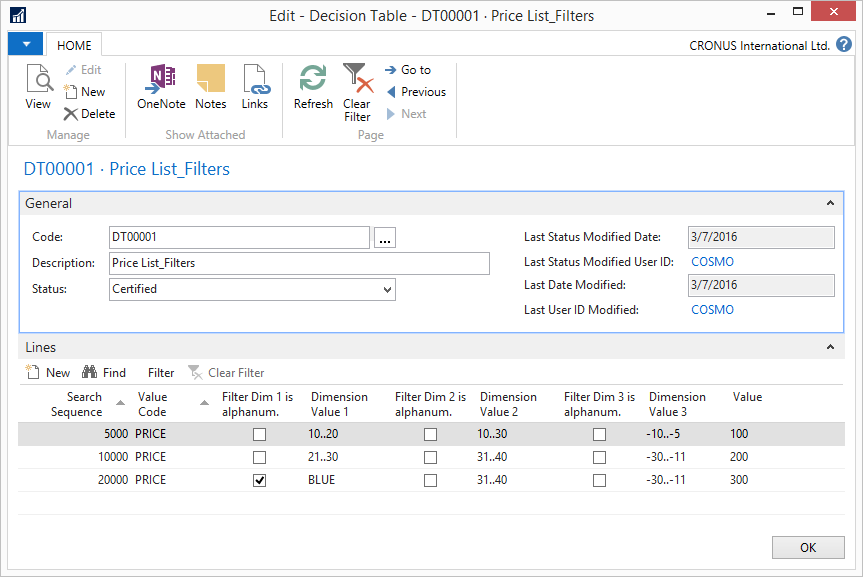 Edit - Decision Table - DT00001 · Price List_Filters
HOME
CRONUS International Ltd.
View
Edit
New
Delete
Manage
OneNote
Notes
Links
Show Attached
Refresh
Clear Filter
Go to
Previous
Next
Page
DT00001 · Price List_Filters
General
Code: DT00001 ...
Description: Price List_Filters
Status: Certified
Last Status Modified Date: 3/7/2016
Last Status Modified User ID: COSMO
Last Date Modified: 3/7/2016
Last User ID Modified: COSMO
Lines
New Find Filter Clear Filter
Search Value Filter Dim 1 is Dimension Filter Dim 2 is Dimension Filter Dim 3 is Dimension Value
Sequence Code alphanum. Value 1 alphanum. Value 2 alphanum. Value 3
5000 PRICE 10..20 10..30 -10..-5 100
10000 PRICE 21..30 31..40 -30..-11 200
20000 PRICE BLUE 31..40 -30..-11 300
OK